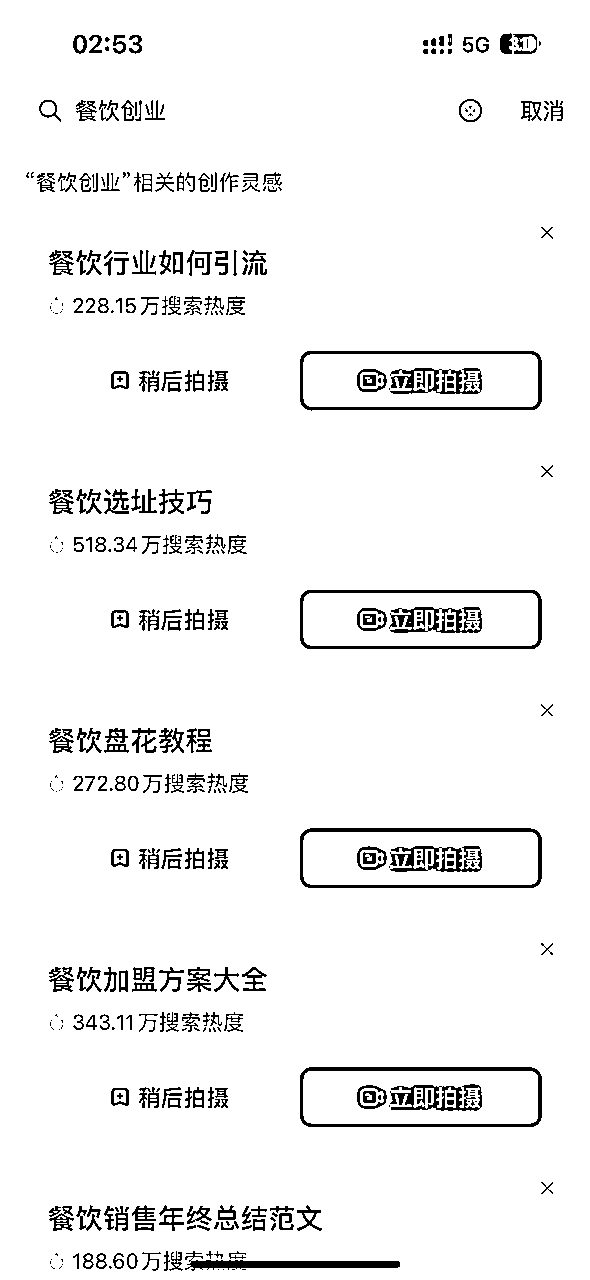 02:53
5G
餐饮创业
取消
“餐饮创业”相关的创作灵感
餐饮行业如何引流
228.15万搜索热度
稍后拍摄
立即拍摄
餐饮选址技巧
518.34万搜索热度
稍后拍摄
立即拍摄
餐饮盘花教程
272.80万搜索热度
稍后拍摄
立即拍摄
餐饮加盟方案大全
343.11万搜索热度
稍后拍摄
立即拍摄
餐饮销售年终总结范文
188.60万搜索热度